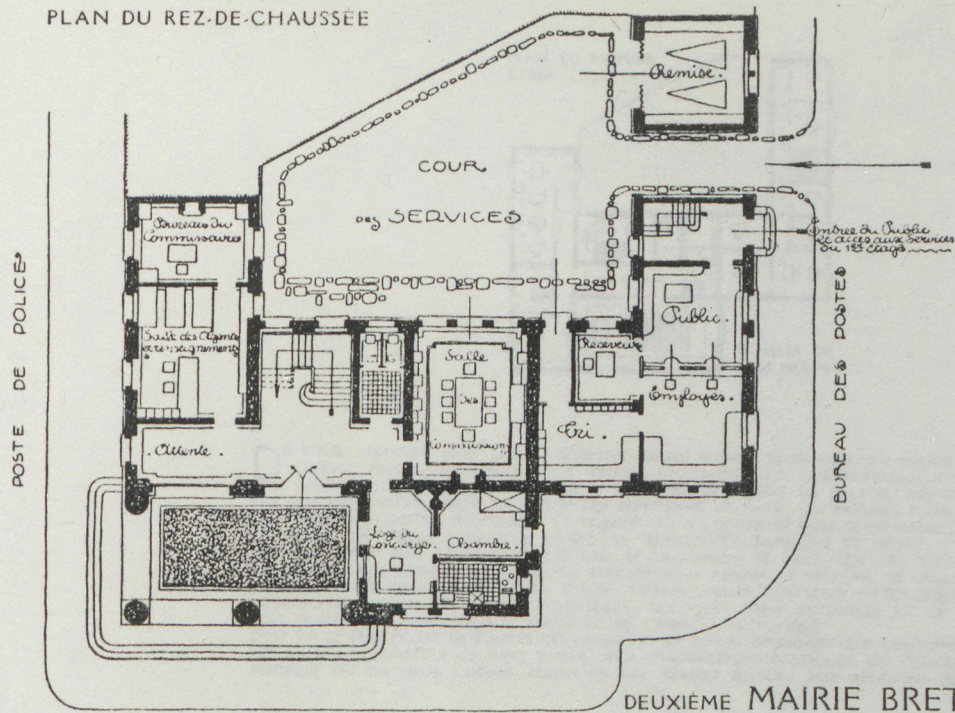 PLAN DU REZ-DE-CHAUSSÉE
Remise.
COUR
DES SERVICES
Entrée du Public
et accès aux Services
du 1er étage
Bureau du
Commissaire
Public.
Salle des Agents
et renseignements
Receveur
Salle
des
Commissions
Employés.
Tri.
Attente.
Loge du
Concierge.
Chambre.
POSTE DE POLICE
BUREAU DES POSTES
DEUXIÈME MAIRIE BRET